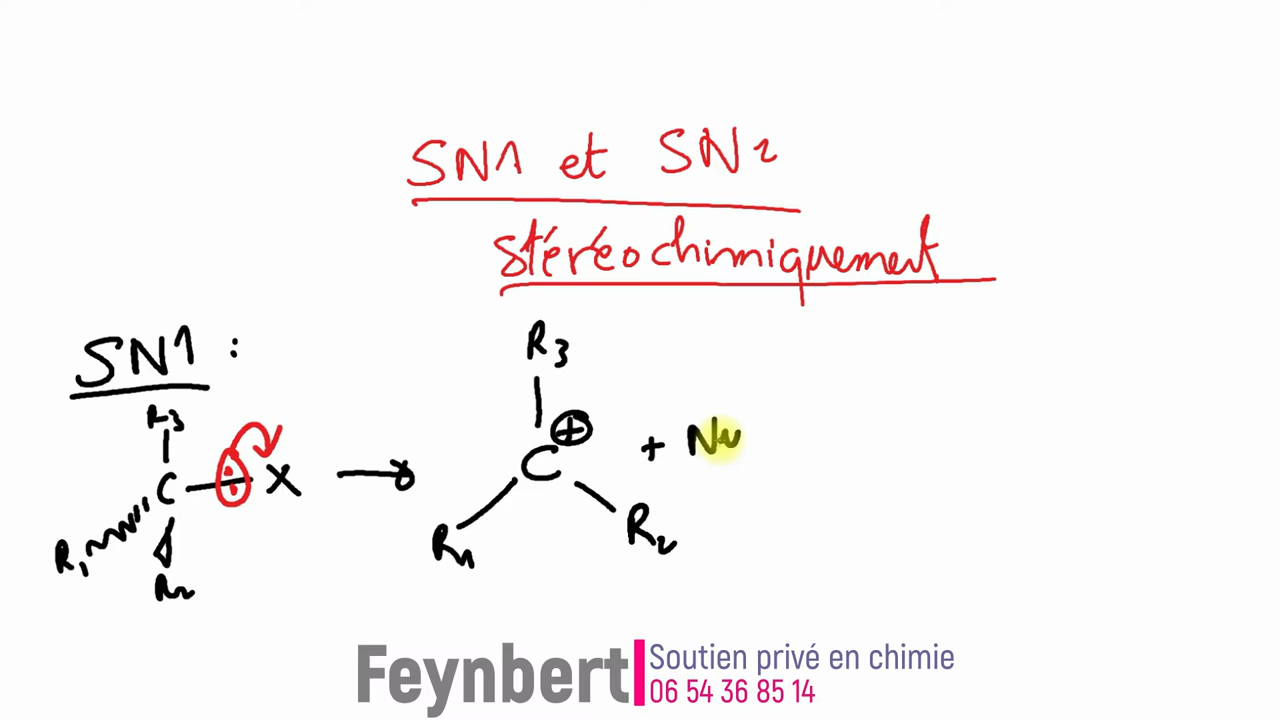 SN1 et SN2
stéréochimiquement
SN1 :
R3
C
X
R1
R2
R3
C
+
R1
R2
+ Nu
Feynbert
Soutien privé en chimie
06 54 36 85 14